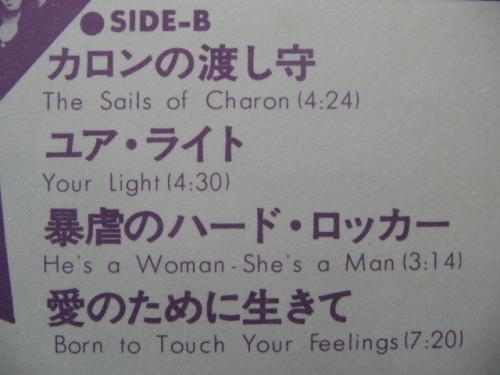 ●SIDE-B
カロンの渡し守
The Sails of Charon(4:24)
ユア・ライト
Your Light(4:30)
暴虐のハード・ロッカー
He's a Woman-She's a Man(3:14)
愛のために生きて
Born to Touch Your Feelings(7:20)